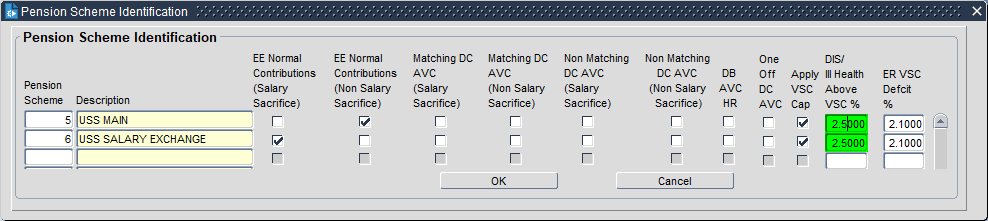 Pension Scheme Identification
Pension Scheme Identification
Pension Scheme
Description
EE Normal Contributions (Salary Sacrifice)
EE Normal Contributions (Non Salary Sacrifice)
Matching DC AVC (Salary Sacrifice)
Matching DC AVC (Non Salary Sacrifice)
Non Matching DC AVC (Salary Sacrifice)
Non Matching DC AVC (Non Salary Sacrifice)
DB AVC HR
One Off DC AVC
Apply VSC Cap
DIS/ Ill Health Above VSC %
ER VSC Defcit %
5 USS MAIN 2.5000 2.1000
6 USS SALARY EXCHANGE 2.5000 2.1000
OK Cancel